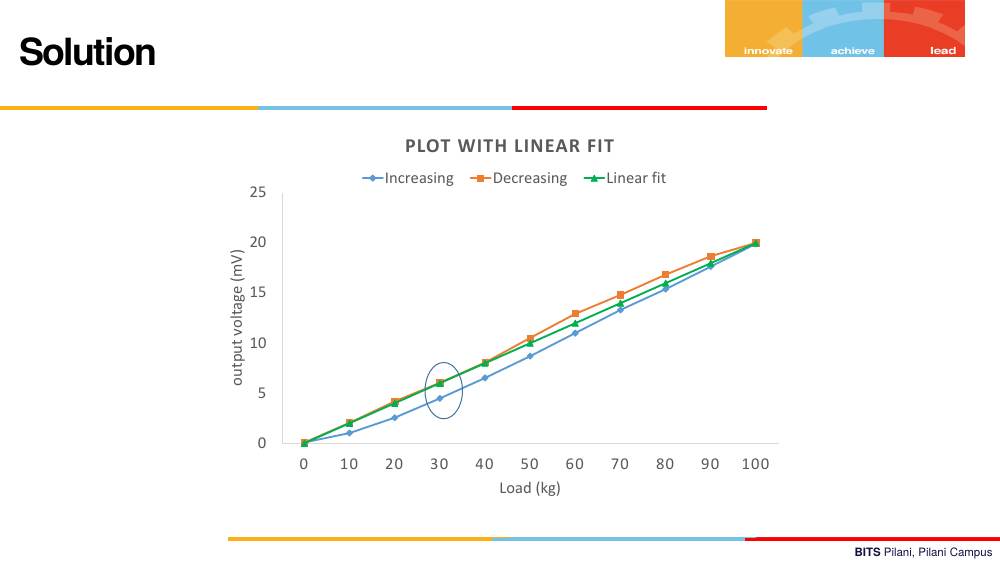 Solution
innovate achieve lead
PLOT WITH LINEAR FIT
Increasing Decreasing Linear fit
25
20
15
10
5
0
output voltage (mV)
0 10 20 30 40 50 60 70 80 90 100
Load (kg)
BITS Pilani, Pilani Campus